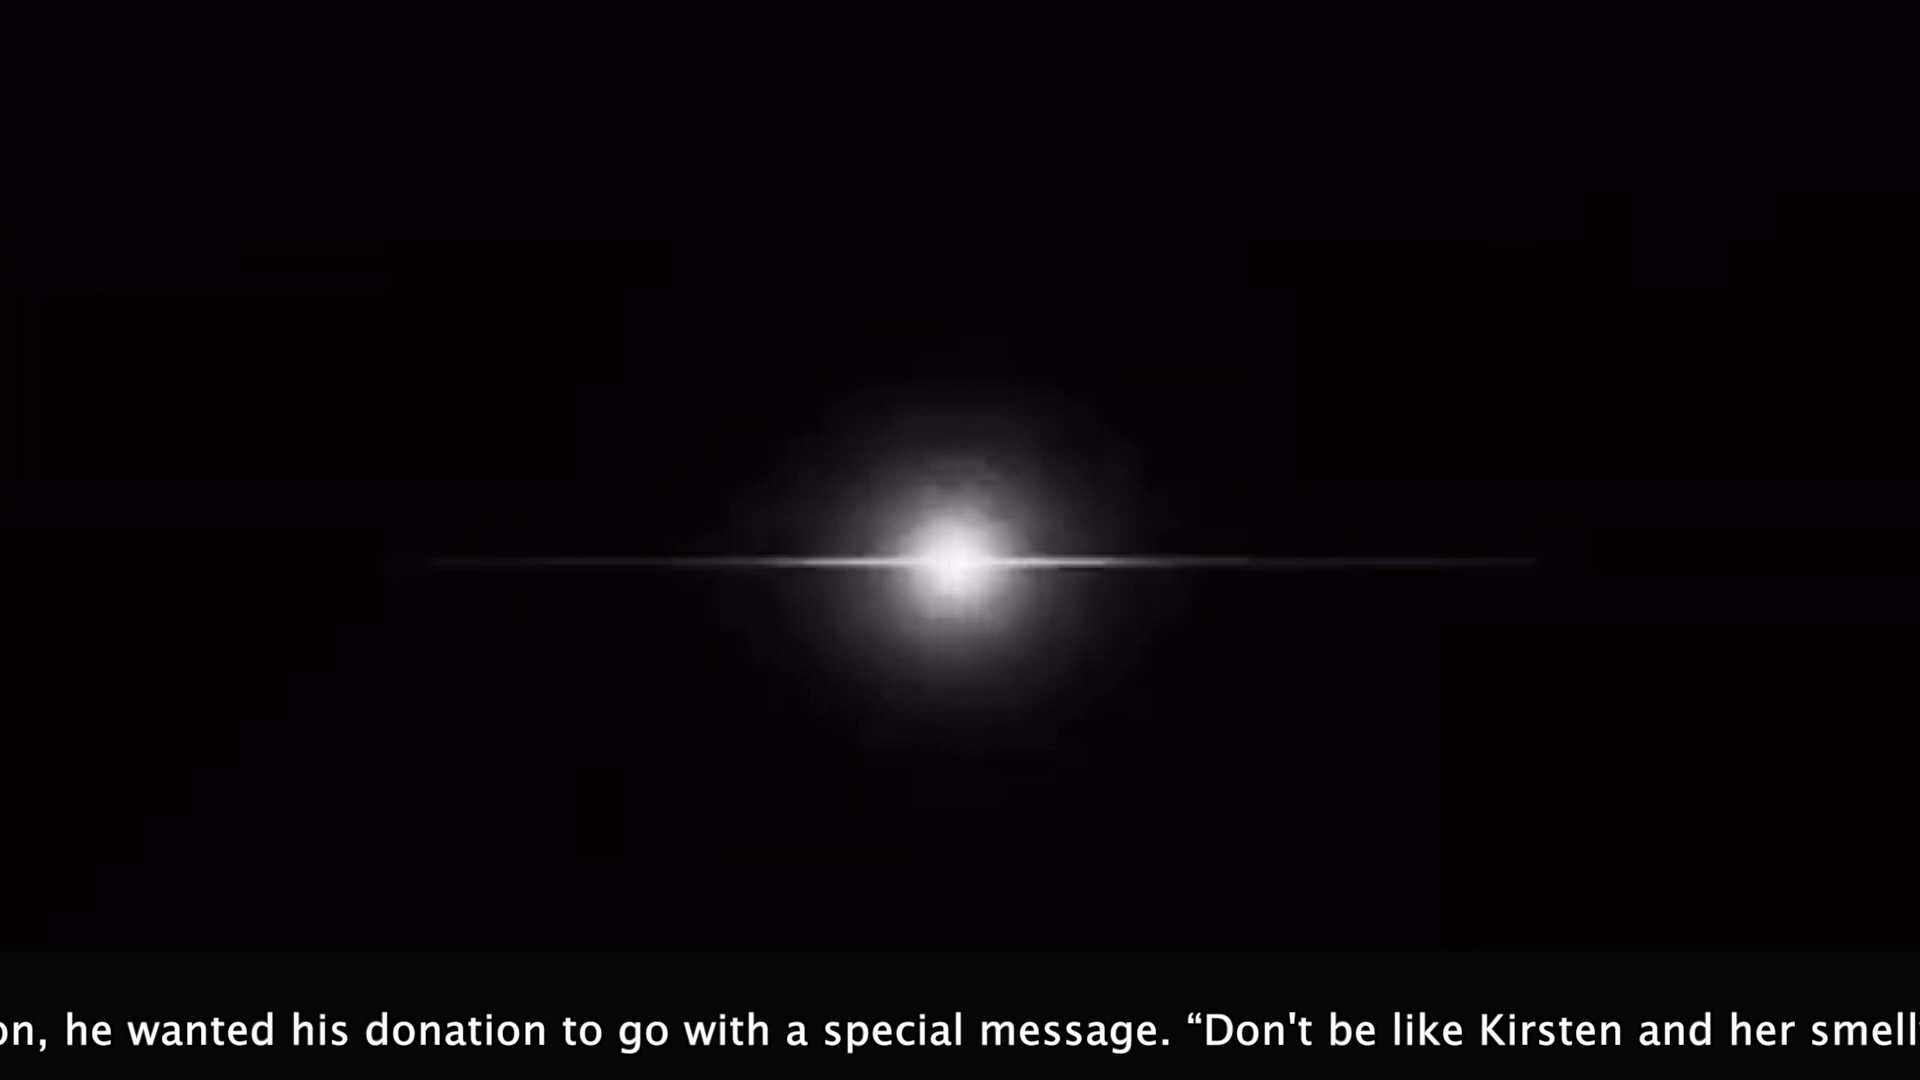 on, he wanted his donation to go with a special message. “Don't be like Kirsten and her smell